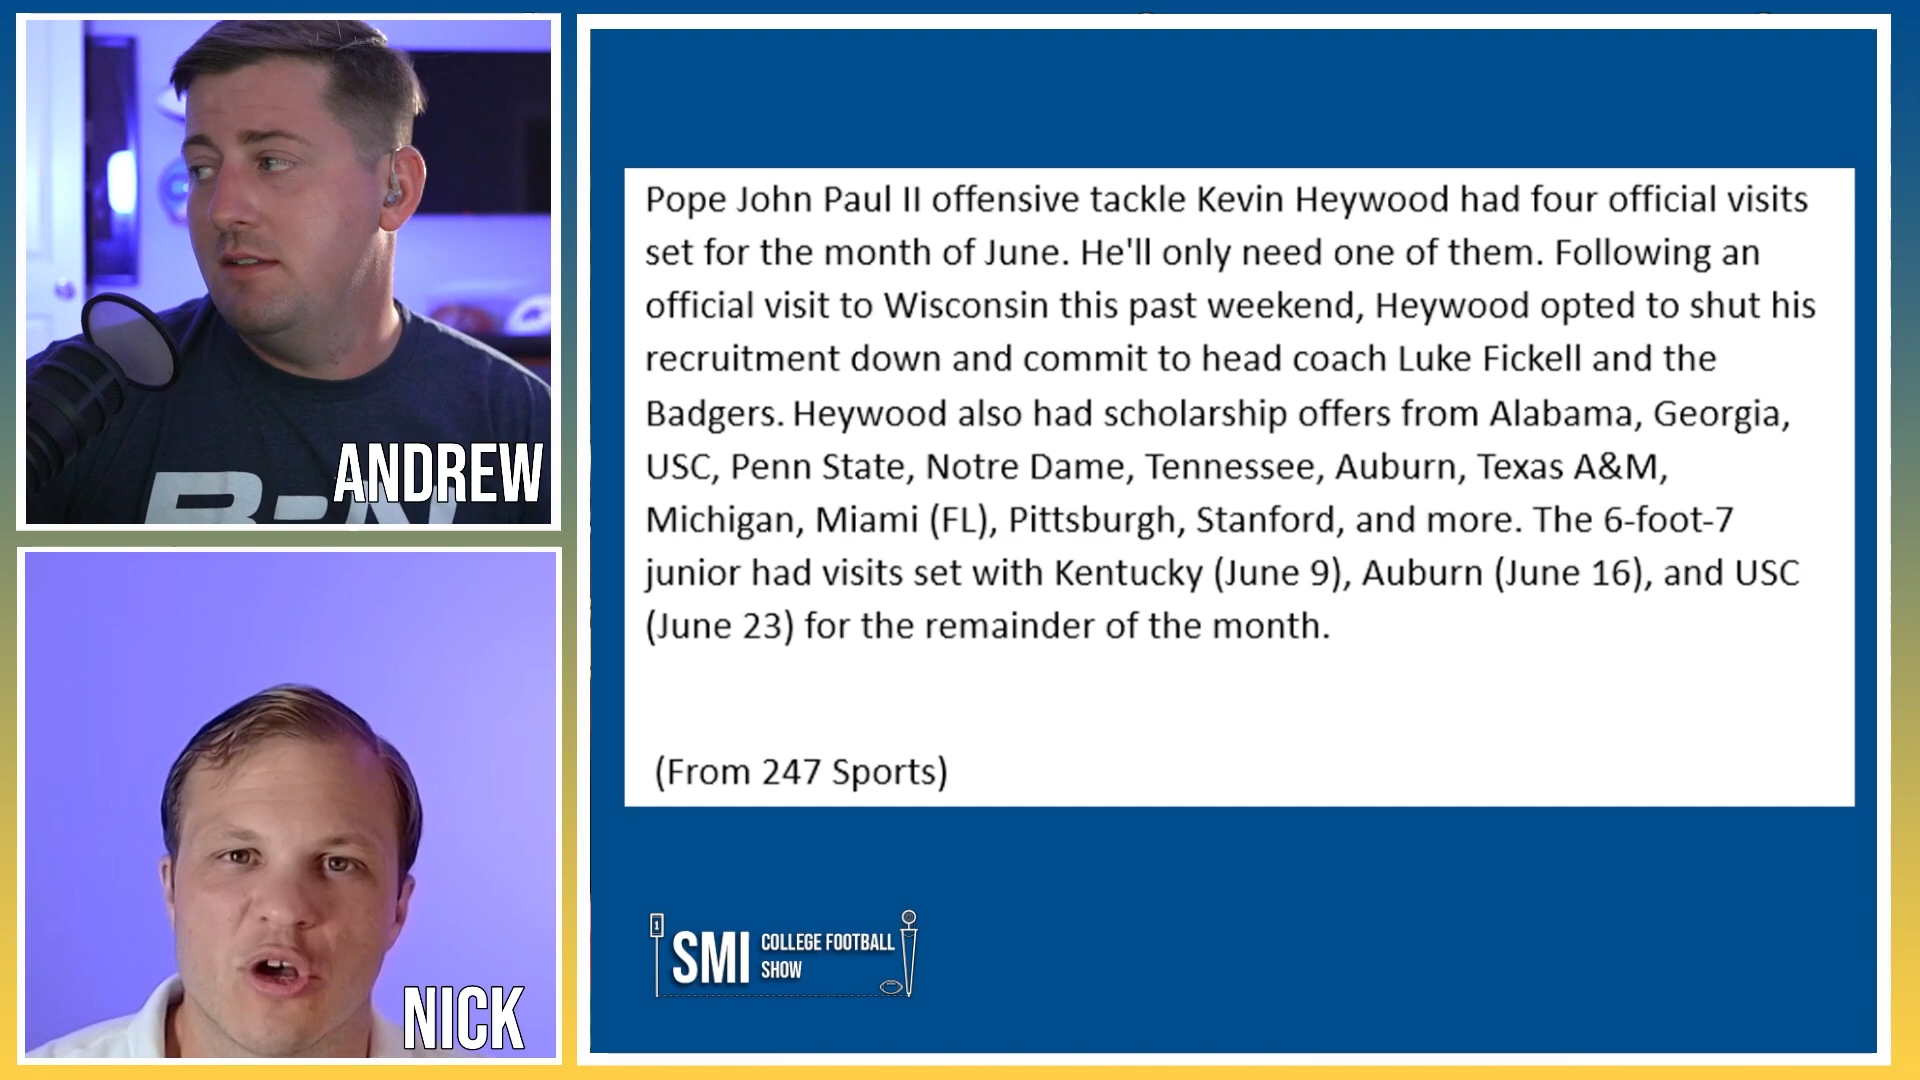 ANDREW
NICK
Pope John Paul II offensive tackle Kevin Heywood had four official visits
set for the month of June. He'll only need one of them. Following an
official visit to Wisconsin this past weekend, Heywood opted to shut his
recruitment down and commit to head coach Luke Fickell and the
Badgers. Heywood also had scholarship offers from Alabama, Georgia,
USC, Penn State, Notre Dame, Tennessee, Auburn, Texas A&M,
Michigan, Miami (FL), Pittsburgh, Stanford, and more. The 6-foot-7
junior had visits set with Kentucky (June 9), Auburn (June 16), and USC
(June 23) for the remainder of the month.
(From 247 Sports)
1
SMI
COLLEGE FOOTBALL
SHOW